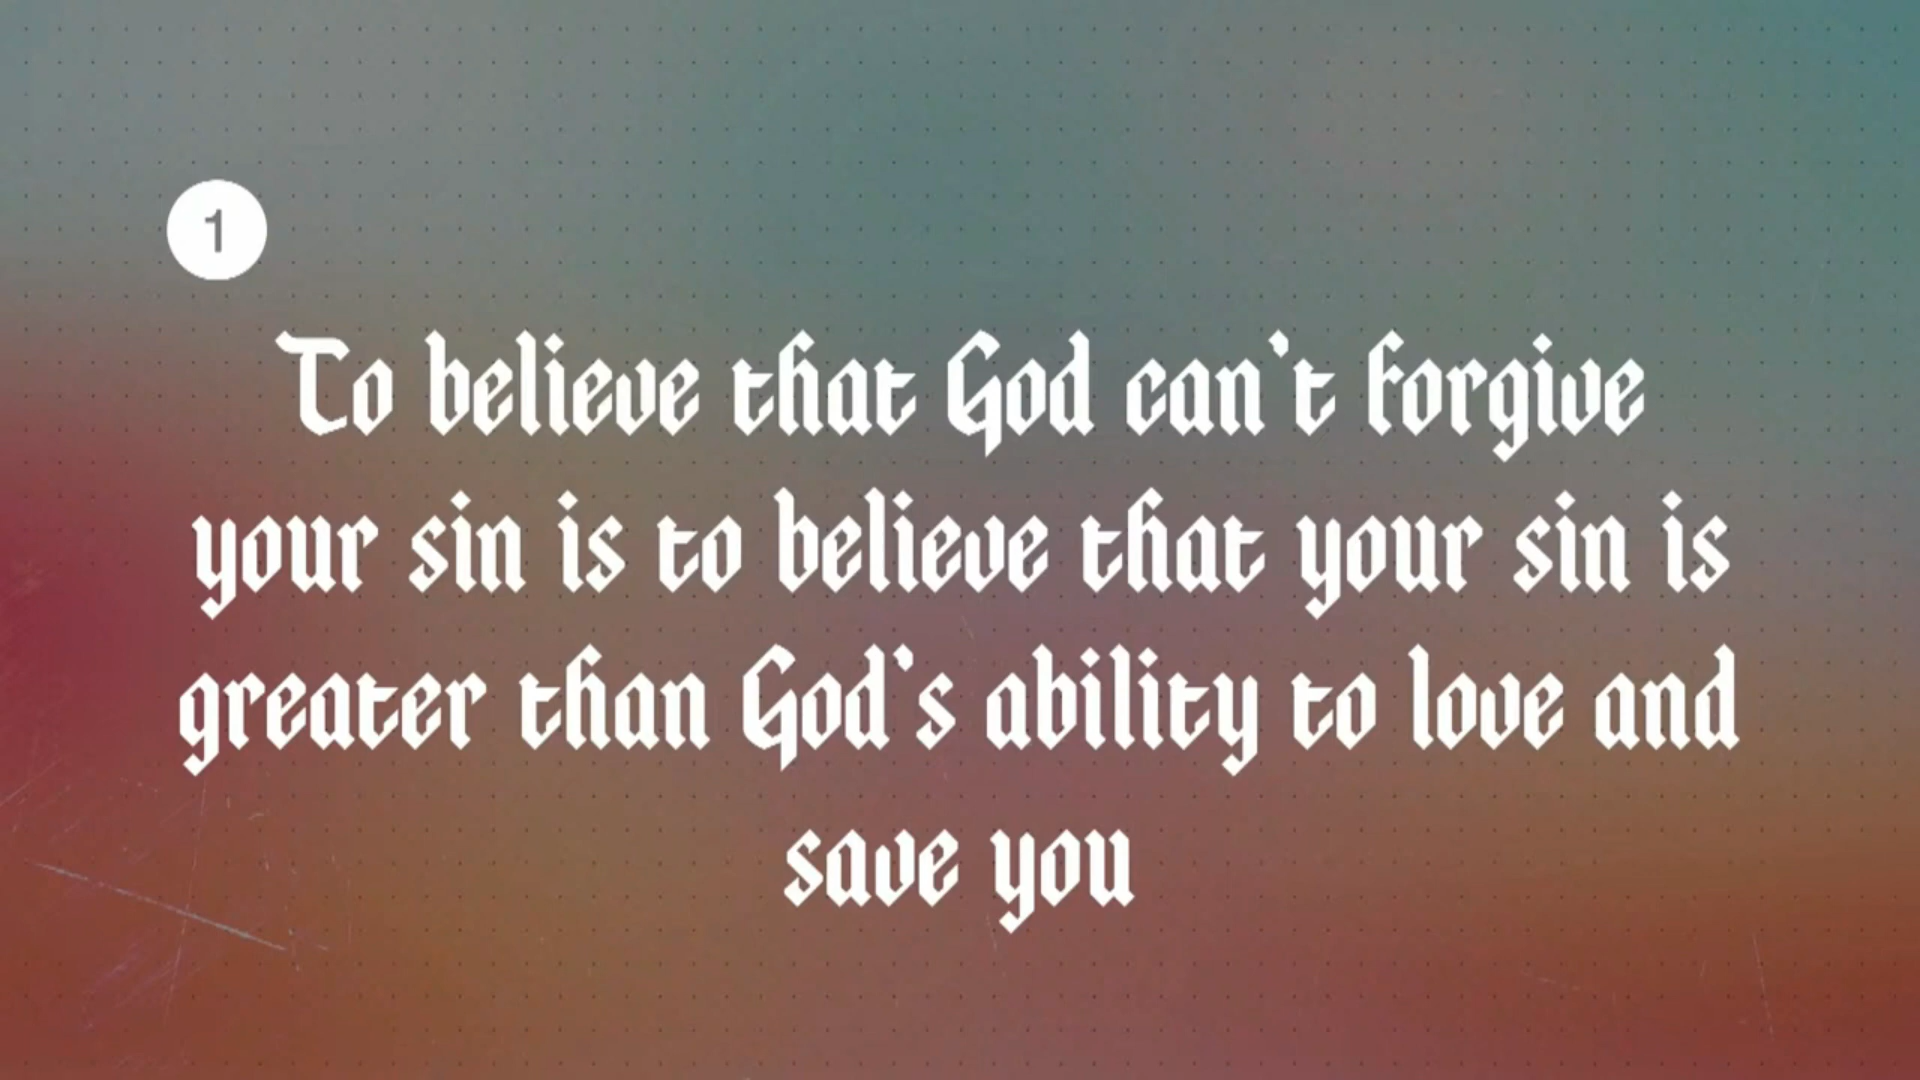 1
To believe that God can't forgive
your sin is to believe that your sin is
greater than God's ability to love and
save you